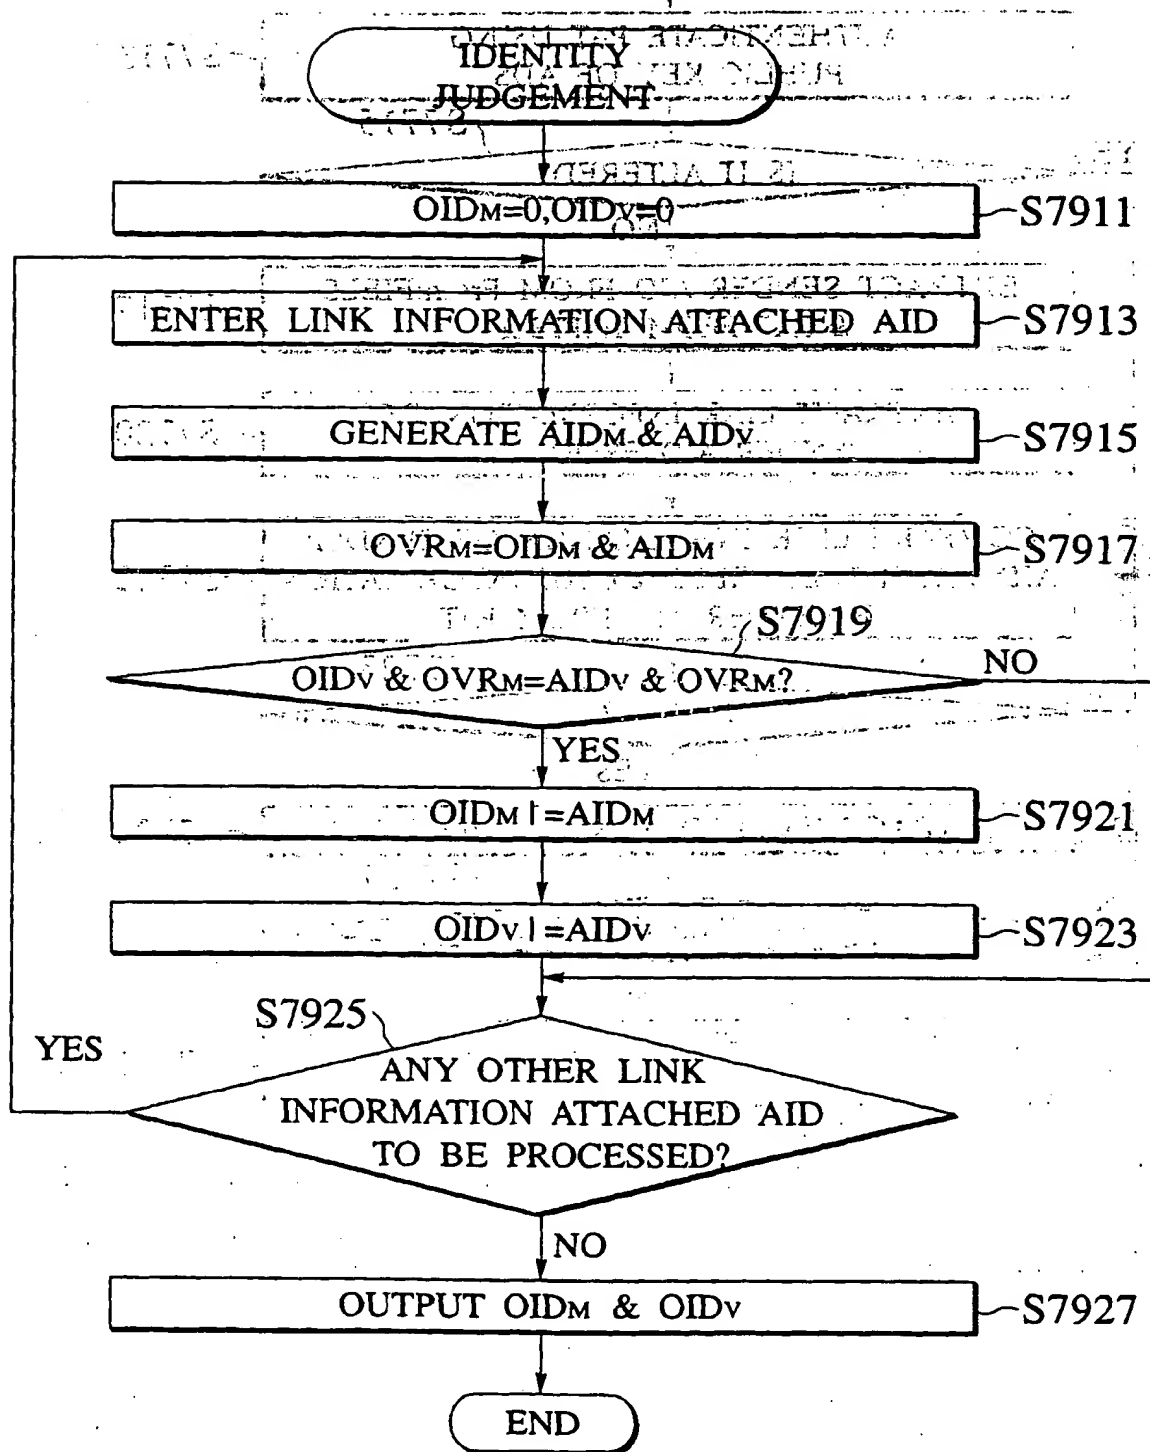 IDENTITY
JUDGEMENT
OIDM=0,OIDV=0
S7911
ENTER LINK INFORMATION ATTACHED AID
S7913
GENERATE AIDM & AIDV
S7915
OVRM=OIDM & AIDM
S7917
S7919
OIDV & OVRM=AIDV & OVRM?
NO
YES
OIDM |=AIDM
S7921
OIDV |=AIDV
S7923
S7925
YES
ANY OTHER LINK
INFORMATION ATTACHED AID
TO BE PROCESSED?
NO
OUTPUT OIDM & OIDV
S7927
END